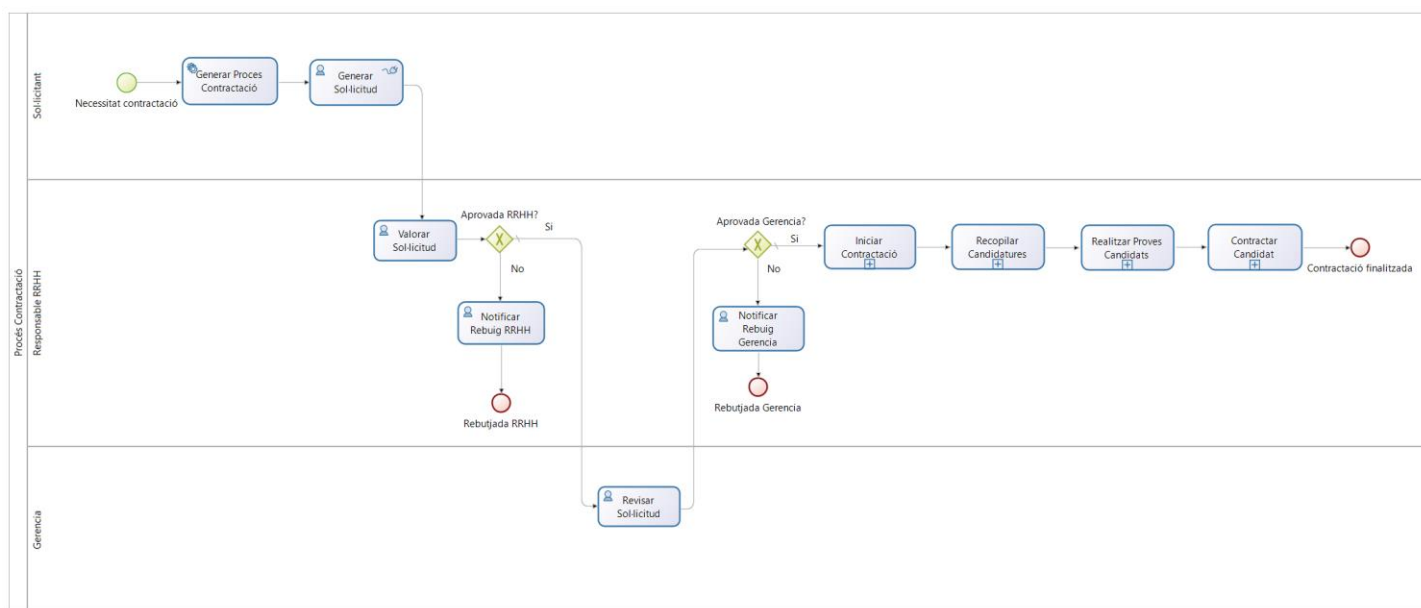 Procés Contractació
Sol·licitant
Necessitat contractació
Generar Proces
Contractació
Generar
Sol·licitud
Responsable RRHH
Valorar
Sol·licitud
Aprovada RRHH?
Si
No
Notificar
Rebuig RRHH
Rebutjada RRHH
Aprovada Gerencia?
Si
No
Notificar
Rebuig
Gerencia
Rebutjada Gerencia
Iniciar
Contractació
Recopilar
Candidatures
Realitzar Proves
Candidats
Contractar
Candidat
Contractació finalitzada
Gerencia
Revisar
Sol·licitud